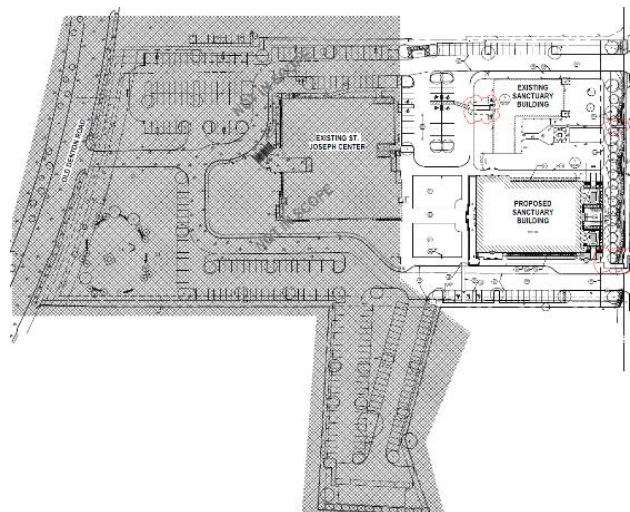 NOT IN SCOPE
EXISTING
SANCTUARY
BUILDING
EXISTING ST.
JOSEPH CENTER
OLD DENTON ROAD
NOT IN SCOPE
PROPOSED
SANCTUARY
BUILDING